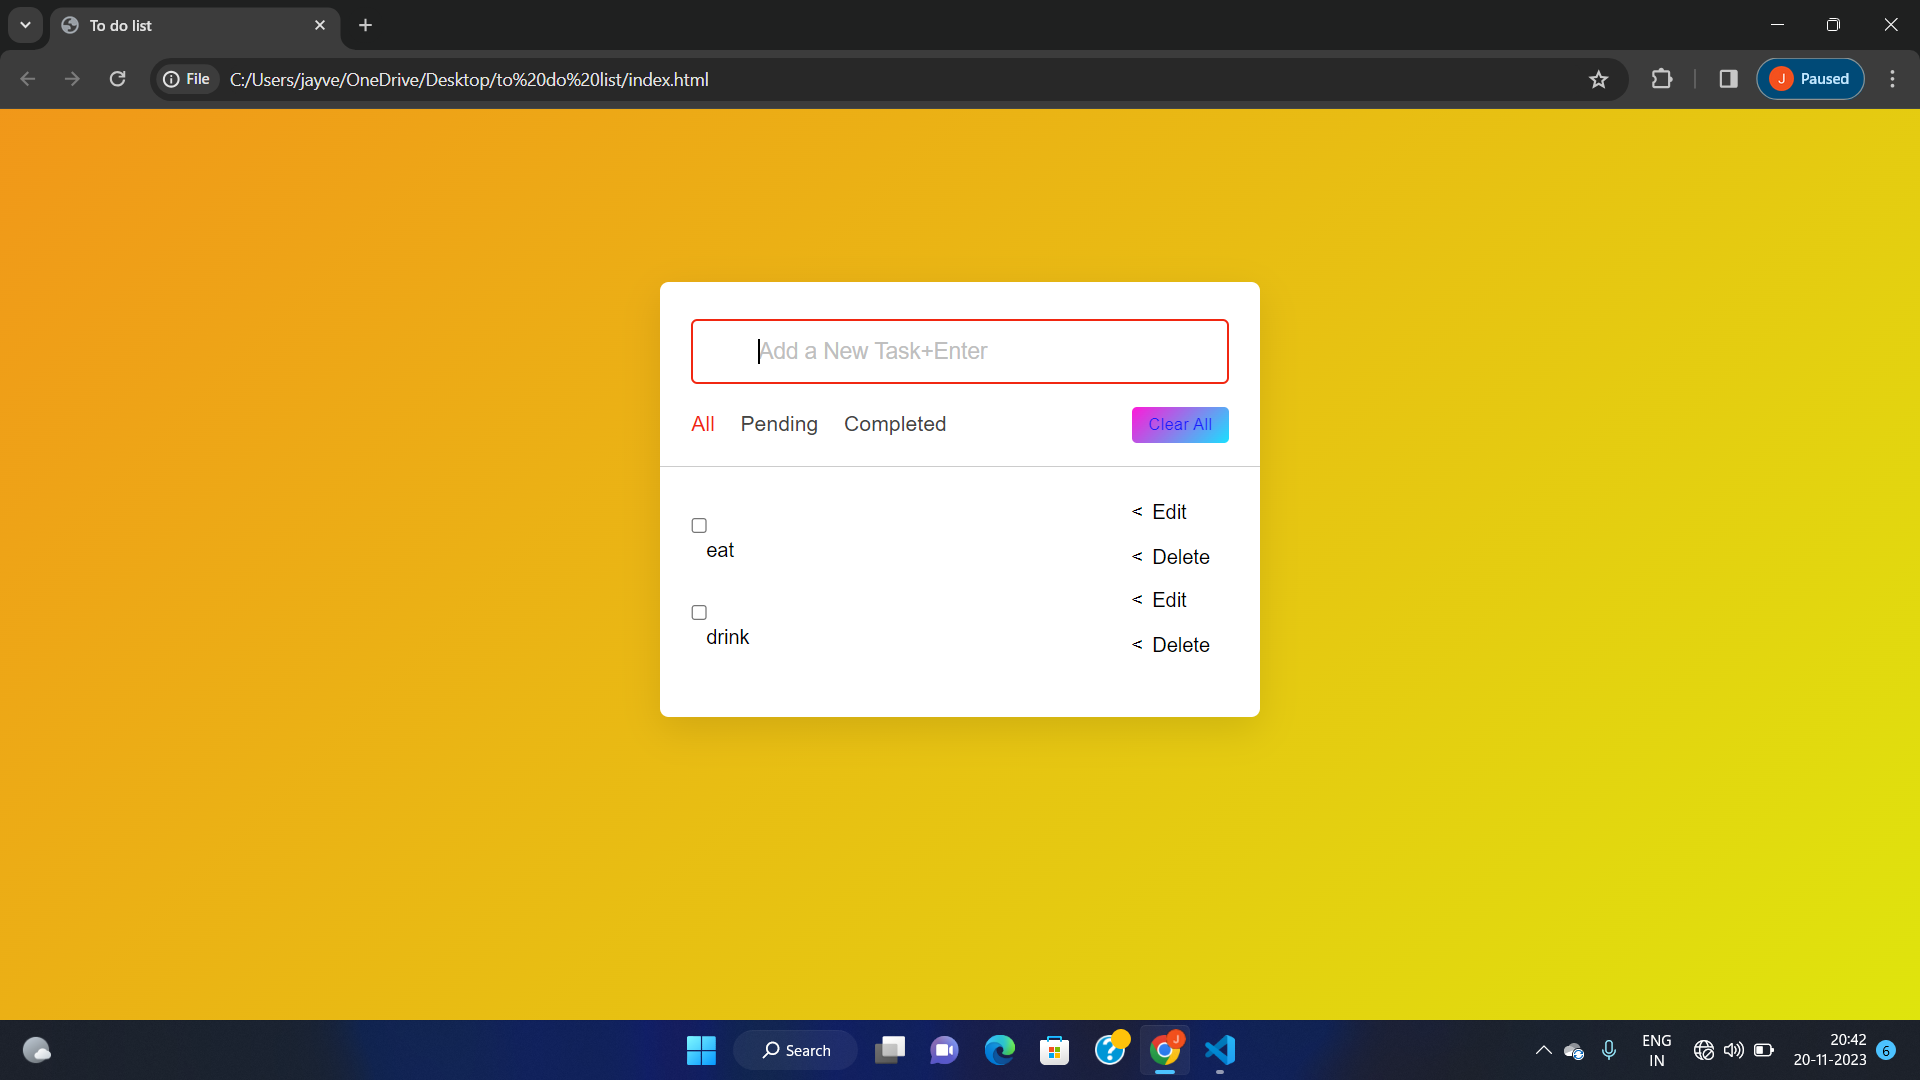 To do list
File C:/Users/jayve/OneDrive/Desktop/to%20do%20list/index.html
J Paused
Add a New Task+Enter
All Pending Completed Clear All
< Edit
eat
< Delete
< Edit
drink
< Delete
Search
J
ENG
IN
20:42
20-11-2023
6